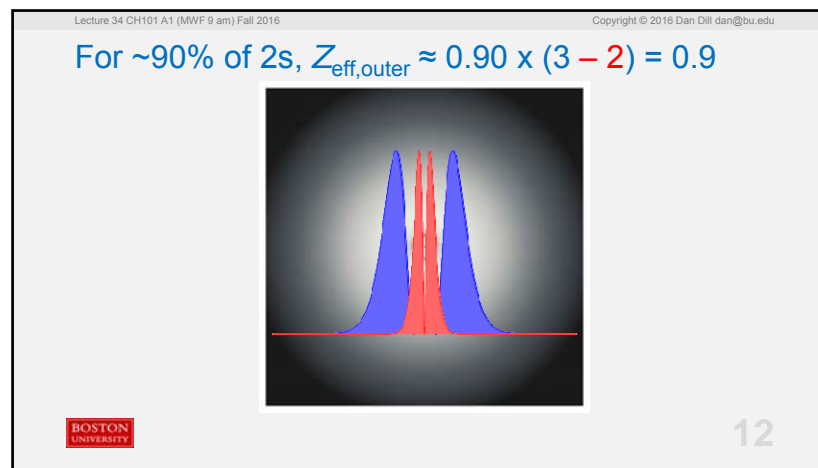 Lecture 34 CH101 A1 (MWF 9 am) Fall 2016
Copyright © 2016 Dan Dill dan@bu.edu
For ~90% of 2s, Zeff,outer ≈ 0.90 x (3 – 2) = 0.9
BOSTON
UNIVERSITY
12